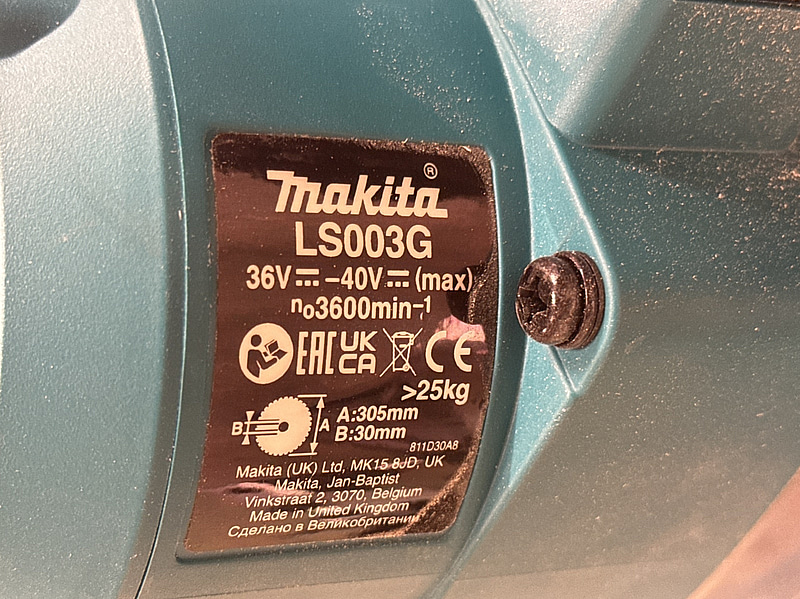 Makita®
LS003G
36V⎓–40V⎓(max)
n₀3600min⁻¹
EAC UK CA CE
>25kg
B A A:305mm
B:30mm
811D30A8
Makita (UK) Ltd, MK15 8JD, UK
Makita, Jan-Baptist
Vinkstraat 2, 3070, Belgium
Made in United Kingdom
Сделано в Великобритании